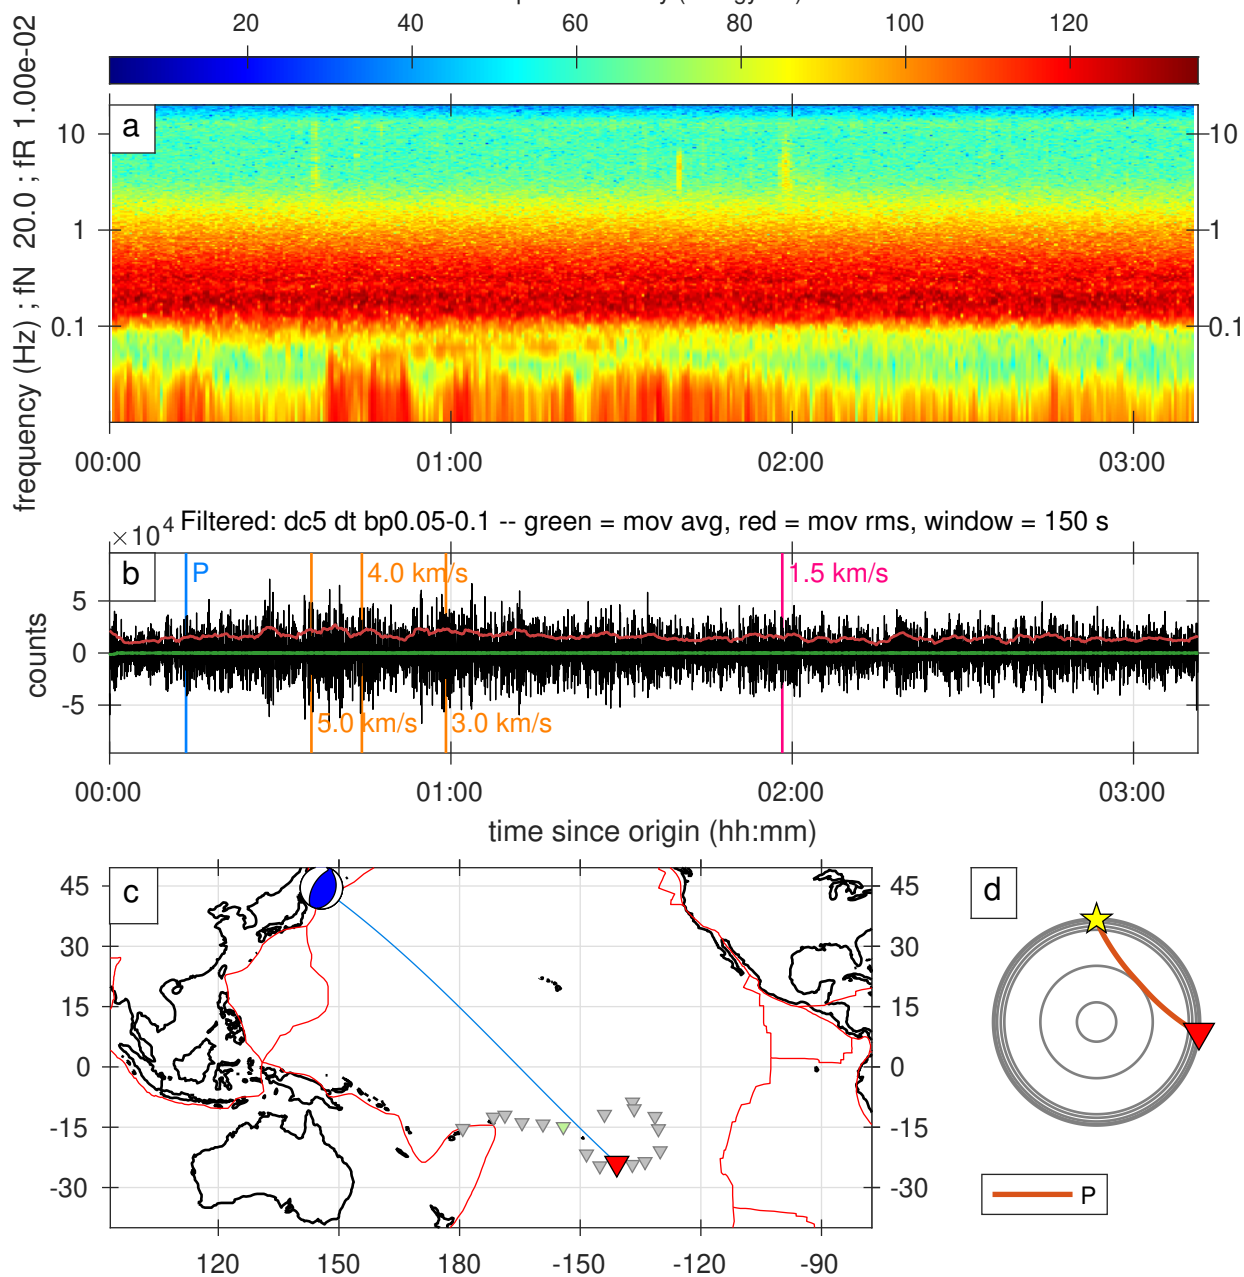 20 40 60 80 100 120
a
frequency (Hz) ; fN 20.0 ; fR 1.00e-02
10 10
1 1
0.1 0.1
00:00 01:00 02:00 03:00
×10⁴ Filtered: dc5 dt bp0.05-0.1 -- green = mov avg, red = mov rms, window = 150 s
b
P 4.0 km/s 1.5 km/s
5.0 km/s 3.0 km/s
counts
5
0
-5
00:00 01:00 02:00 03:00
time since origin (hh:mm)
c
45 45
30 30
15 15
0 0
-15 -15
-30 -30
120 150 180 -150 -120 -90
d
P